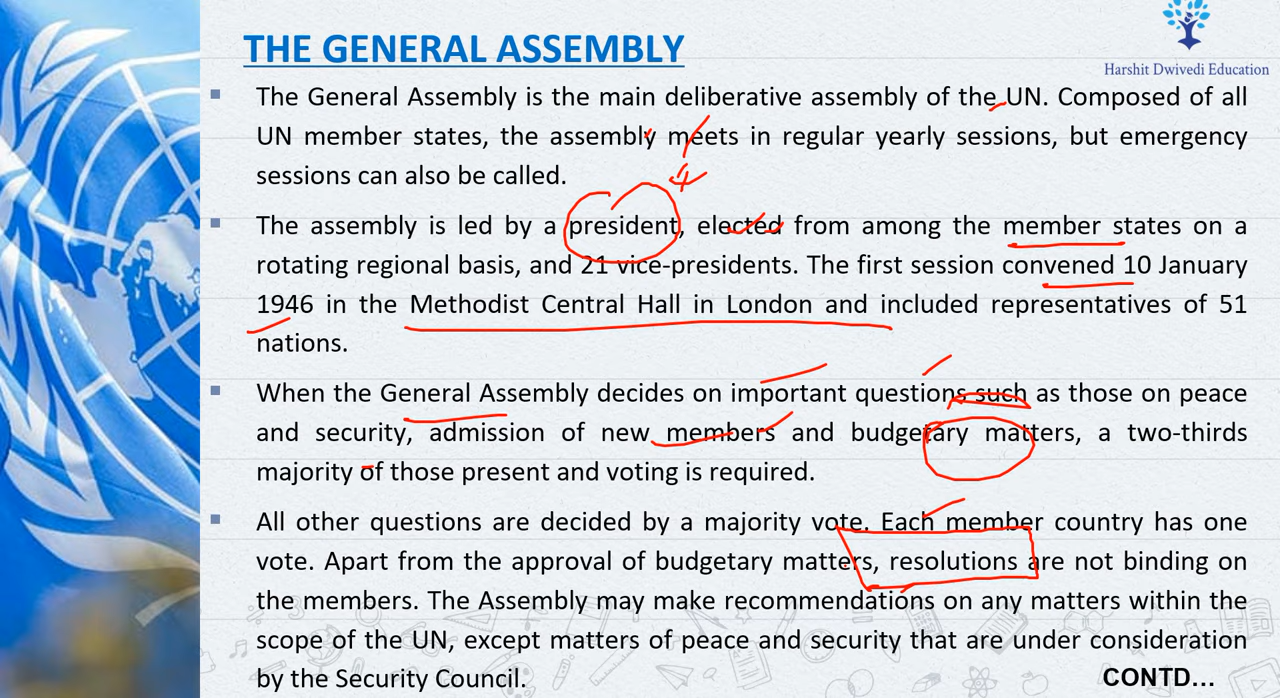 THE GENERAL ASSEMBLY
Harshit Dwivedi Education
The General Assembly is the main deliberative assembly of the UN. Composed of all
UN member states, the assembly meets in regular yearly sessions, but emergency
sessions can also be called.
The assembly is led by a president, elected from among the member states on a
rotating regional basis, and 21 vice-presidents. The first session convened 10 January
1946 in the Methodist Central Hall in London and included representatives of 51
nations.
When the General Assembly decides on important questions such as those on peace
and security, admission of new members and budgetary matters, a two-thirds
majority of those present and voting is required.
All other questions are decided by a majority vote. Each member country has one
vote. Apart from the approval of budgetary matters, resolutions are not binding on
the members. The Assembly may make recommendations on any matters within the
scope of the UN, except matters of peace and security that are under consideration
by the Security Council.
CONTD...